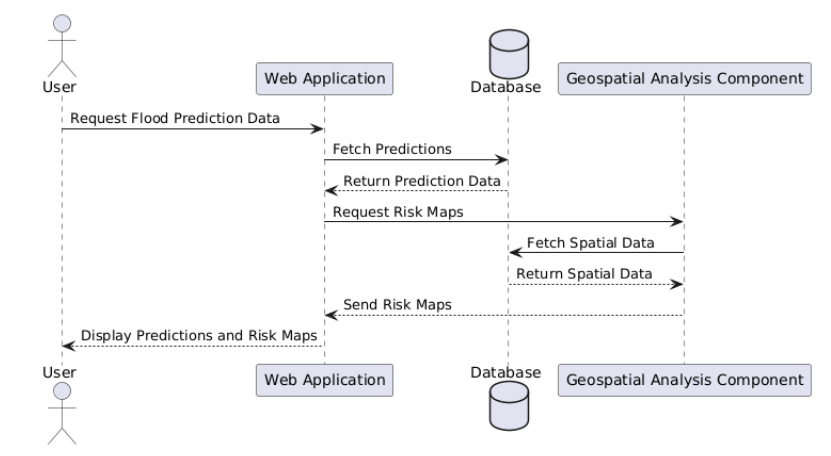 User
Web Application
Database
Geospatial Analysis Component
Request Flood Prediction Data
Fetch Predictions
Return Prediction Data
Request Risk Maps
Fetch Spatial Data
Return Spatial Data
Send Risk Maps
Display Predictions and Risk Maps
User
Web Application
Database
Geospatial Analysis Component